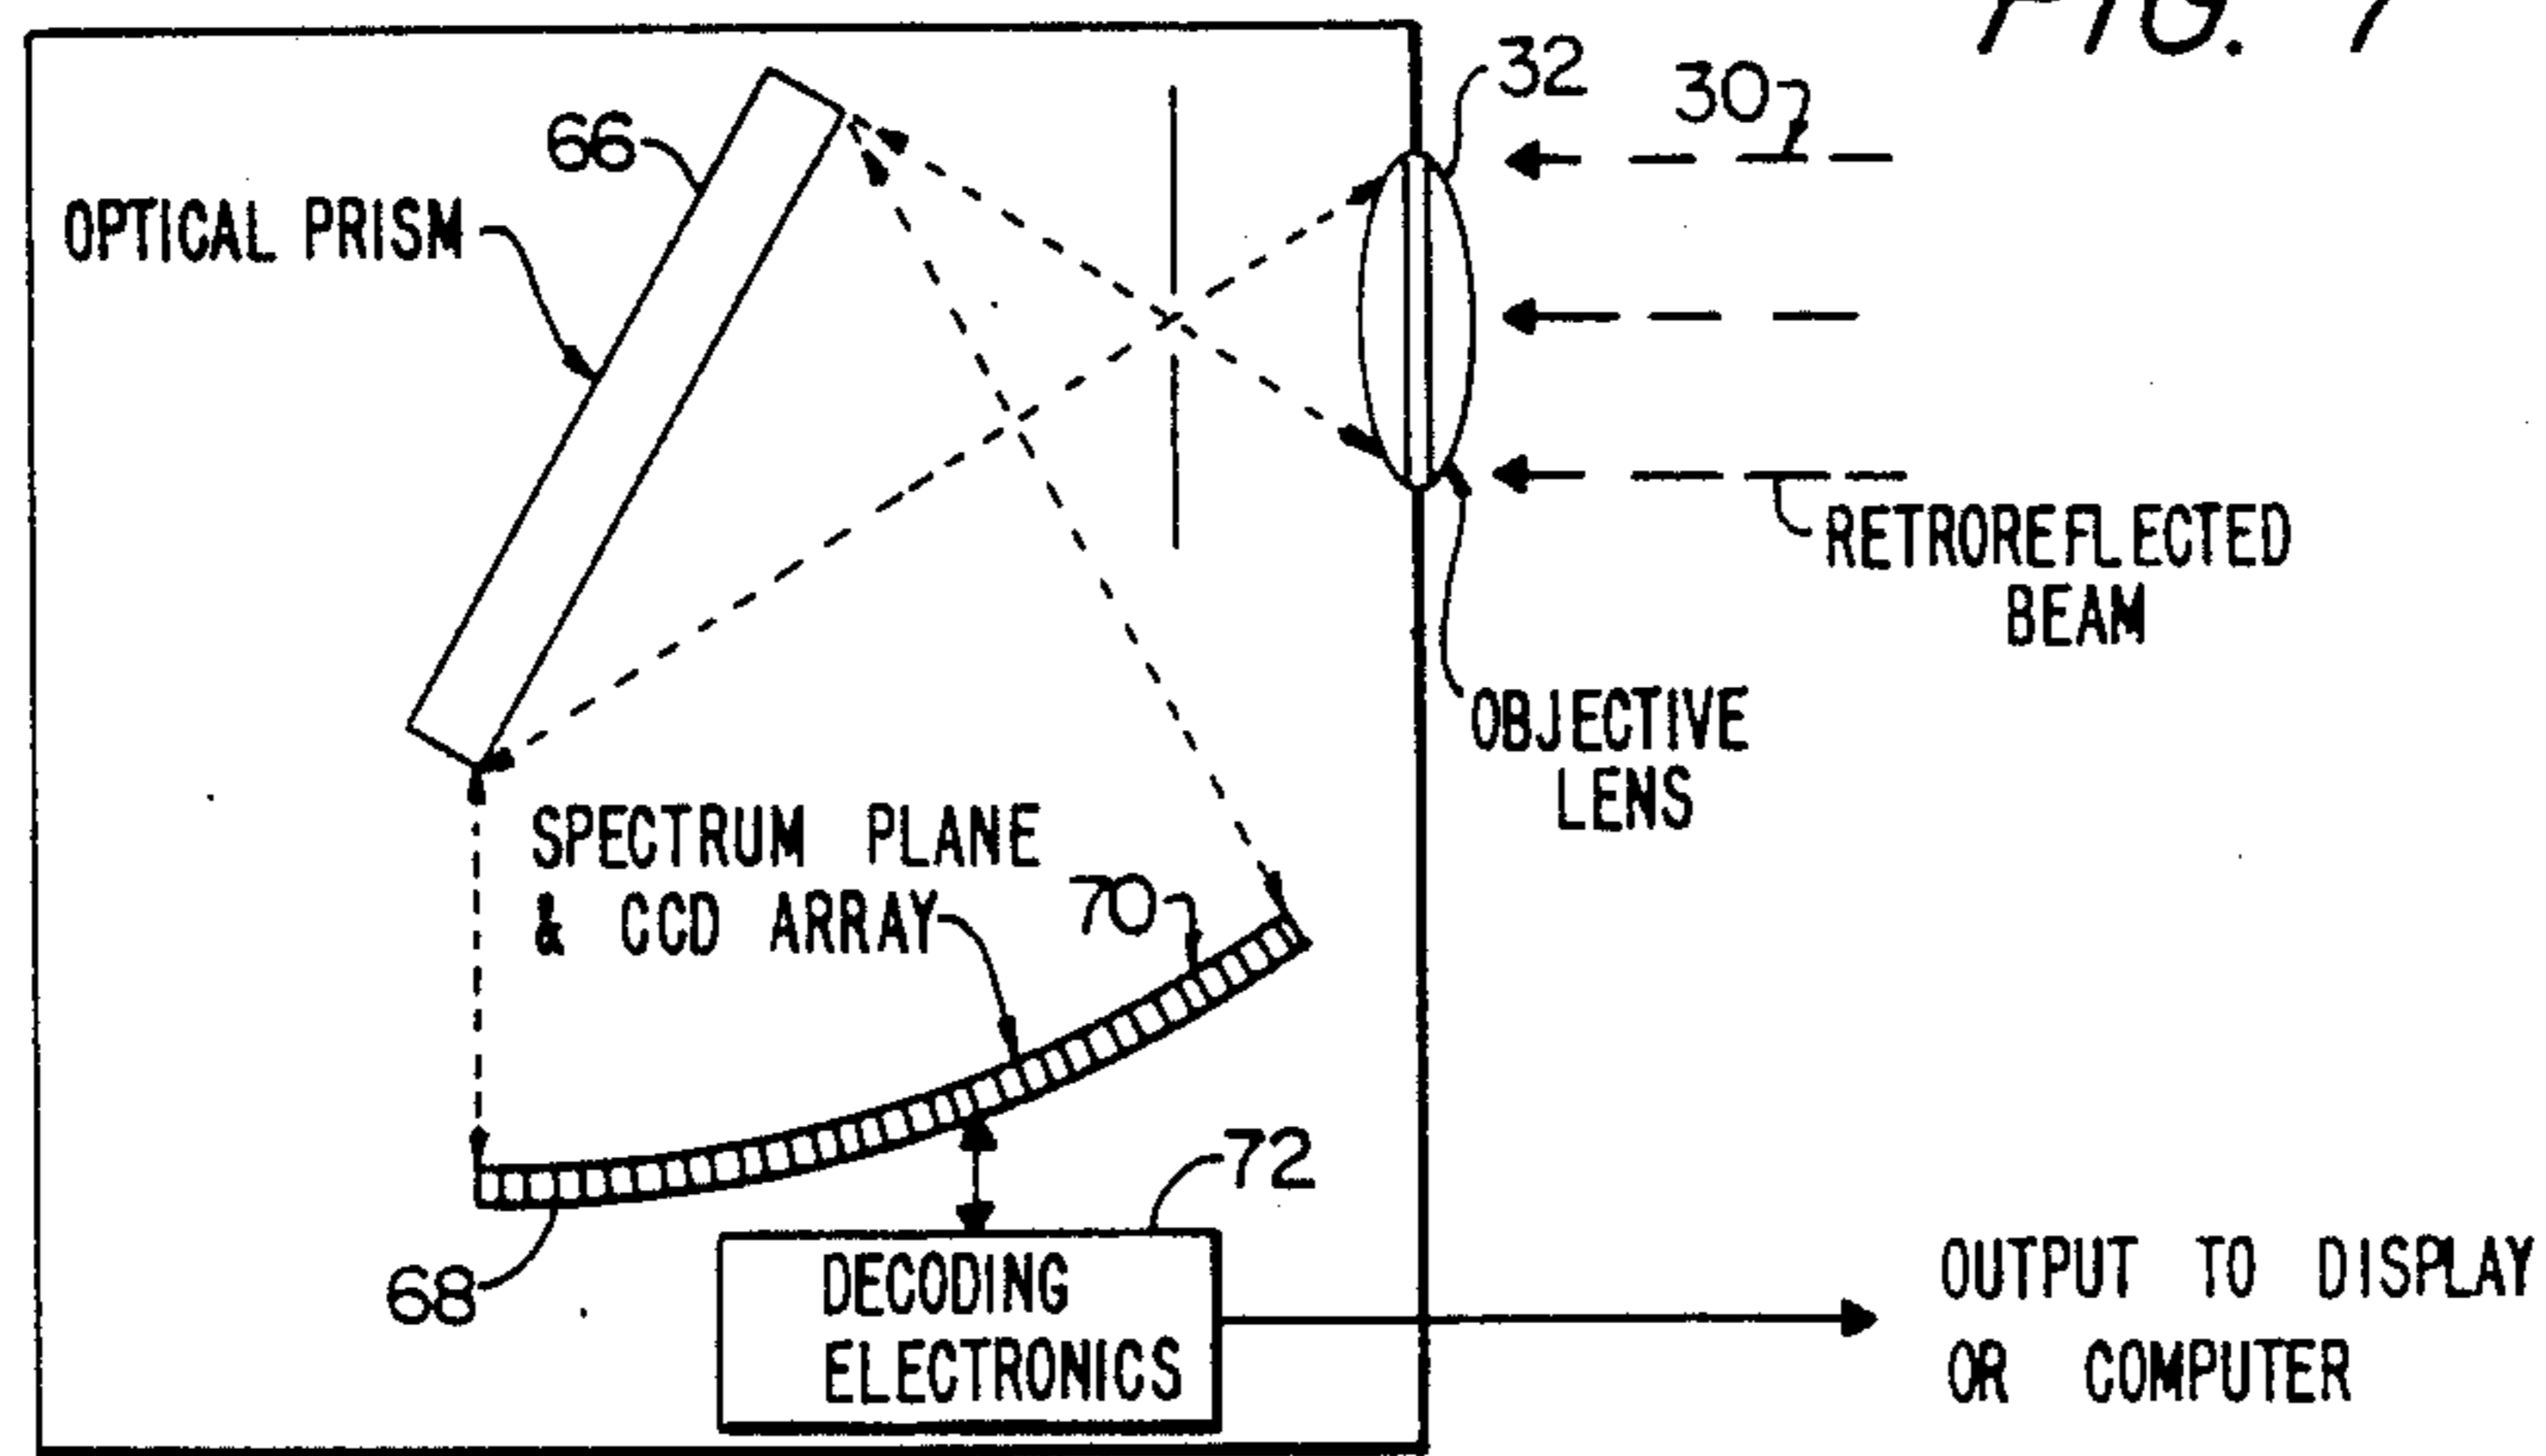 FIG. 7
32
30
66
OPTICAL PRISM
RETROREFLECTED
BEAM
OBJECTIVE
LENS
SPECTRUM PLANE
& CCD ARRAY
70
72
68
DECODING
ELECTRONICS
OUTPUT TO DISPLAY
OR COMPUTER